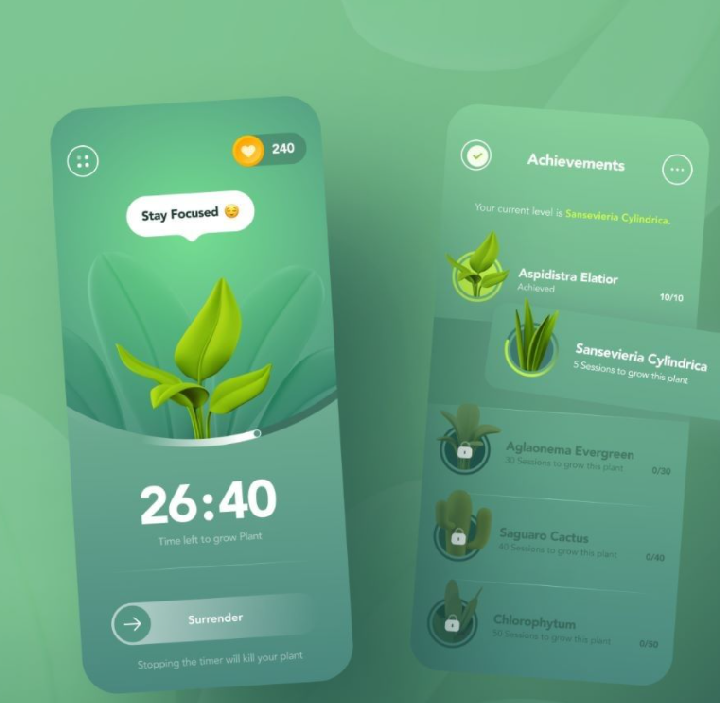 240
Stay Focused 😌
26:40
Time left to grow Plant
Surrender
Stopping the timer will kill your plant
Achievements
Your current level is Sansevieria Cylindrica.
Aspidistra Elatior
Achieved
10/10
Sansevieria Cylindrica
5 Sessions to grow this plant
Aglaonema Evergreen
30 Sessions to grow this plant
0/30
Saguaro Cactus
40 Sessions to grow this plant
0/40
Chlorophytum
50 Sessions to grow this plant
0/50